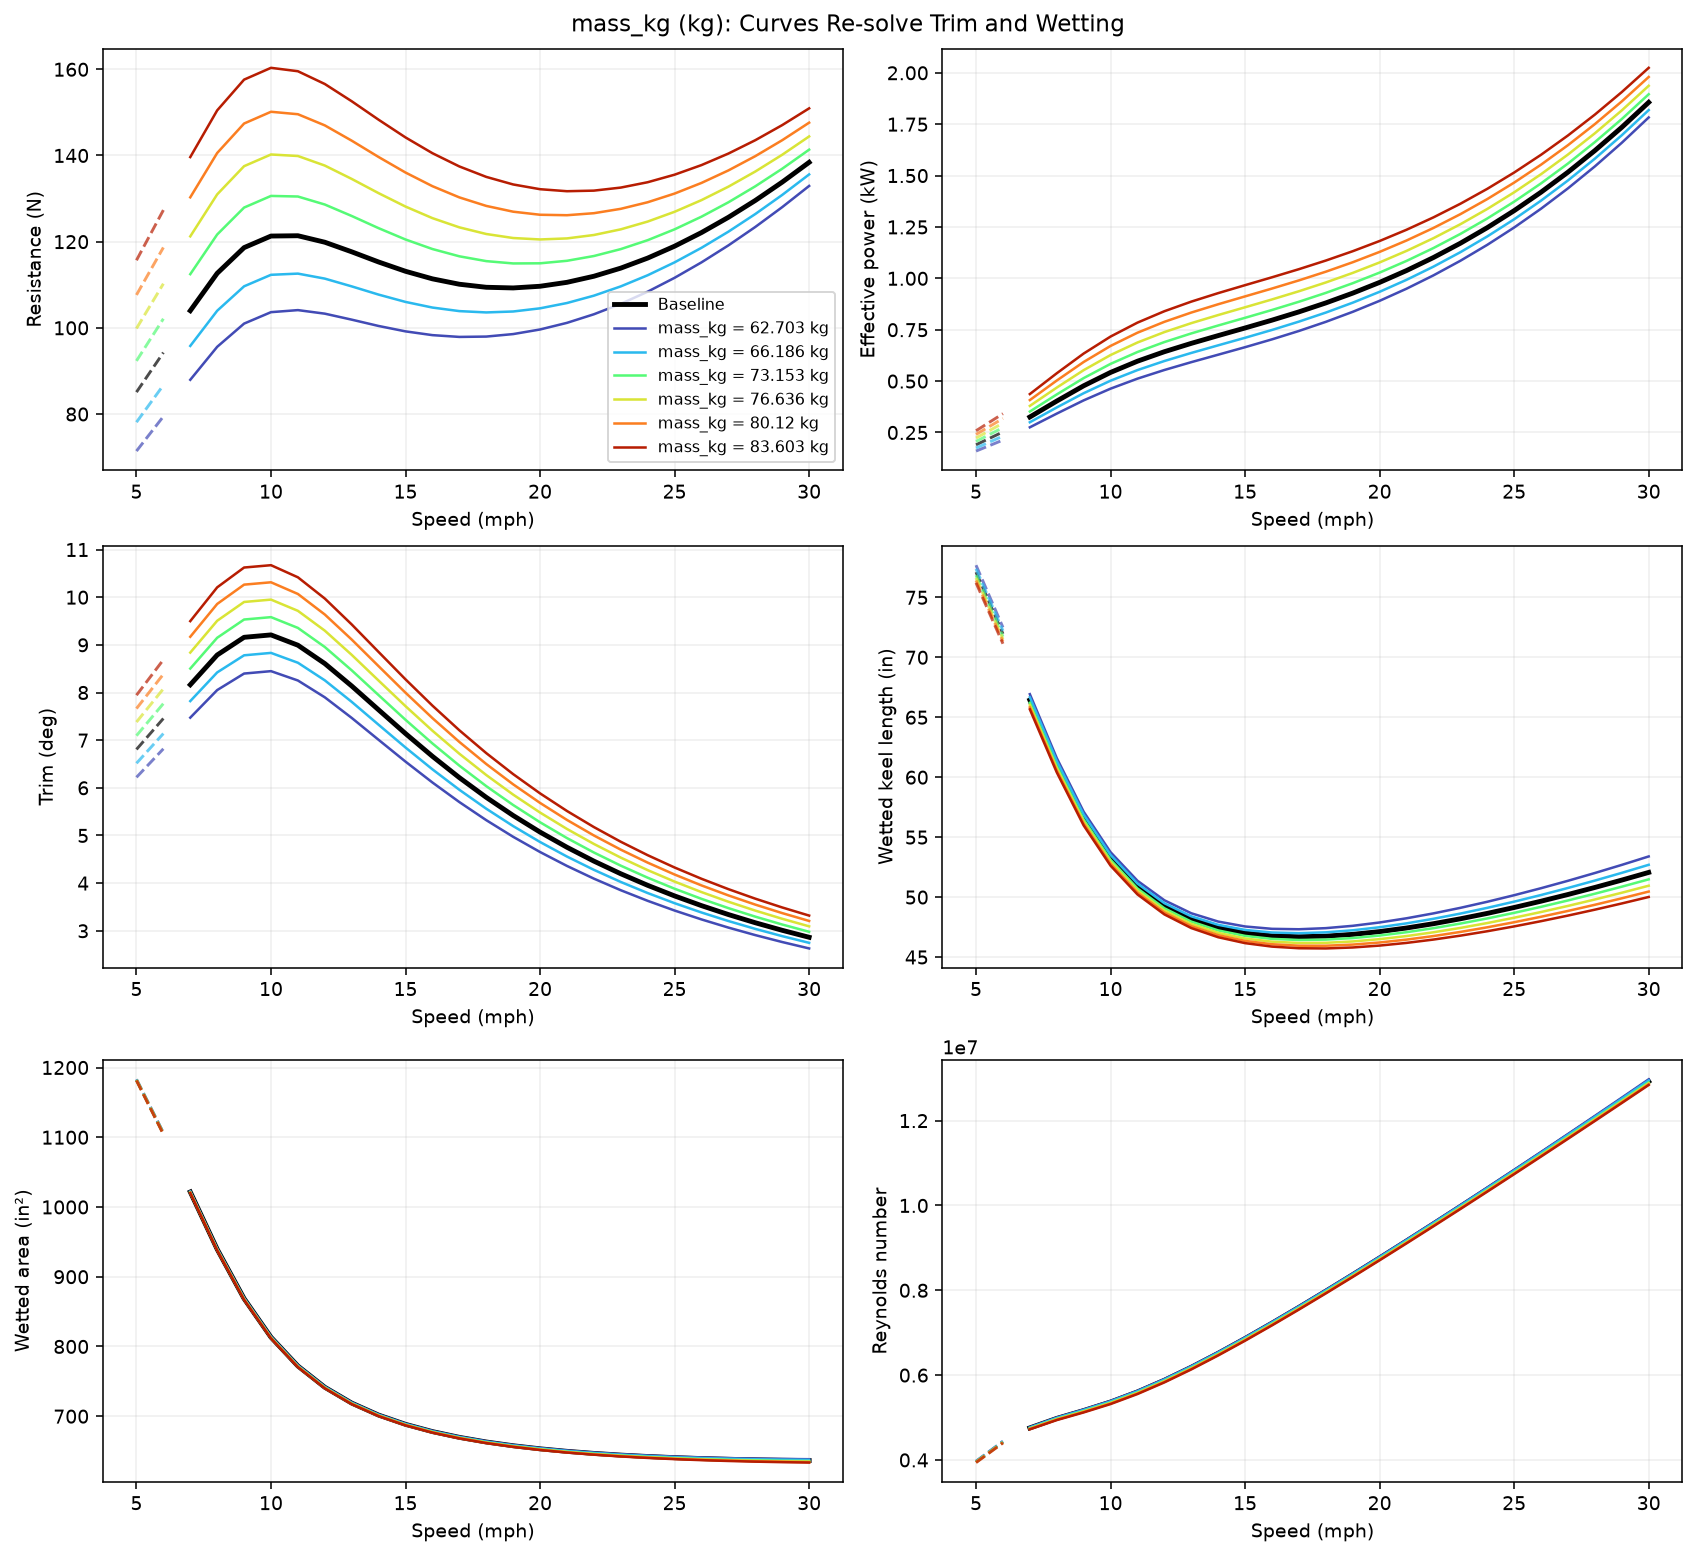 mass_kg (kg): Curves Re-solve Trim and Wetting
160
140
120
100
80
Resistance (N)
5 10 15 20 25 30
Speed (mph)
Baseline
mass_kg = 62.703 kg
mass_kg = 66.186 kg
mass_kg = 73.153 kg
mass_kg = 76.636 kg
mass_kg = 80.12 kg
mass_kg = 83.603 kg
2.00
1.75
1.50
1.25
1.00
0.75
0.50
0.25
Effective power (kW)
5 10 15 20 25 30
Speed (mph)
11
10
9
8
7
6
5
4
3
Trim (deg)
5 10 15 20 25 30
Speed (mph)
75
70
65
60
55
50
45
Wetted keel length (in)
5 10 15 20 25 30
Speed (mph)
1200
1100
1000
900
800
700
Wetted area (in²)
5 10 15 20 25 30
Speed (mph)
1e7
1.2
1.0
0.8
0.6
0.4
Reynolds number
5 10 15 20 25 30
Speed (mph)